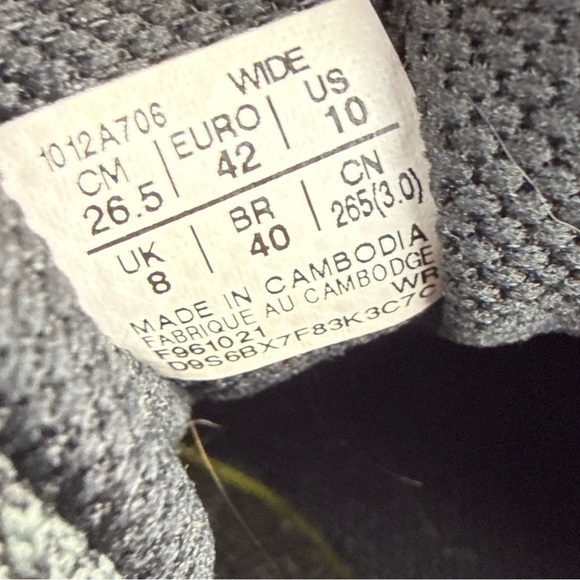 WIDE
1012A706
CM EURO US
26.5 42 10
UK BR CN
8 40 265(3.0)
MADE IN CAMBODIA
FABRIQUE AU CAMBODGE
F961021 WR
D9S6BX7F83K3C7C